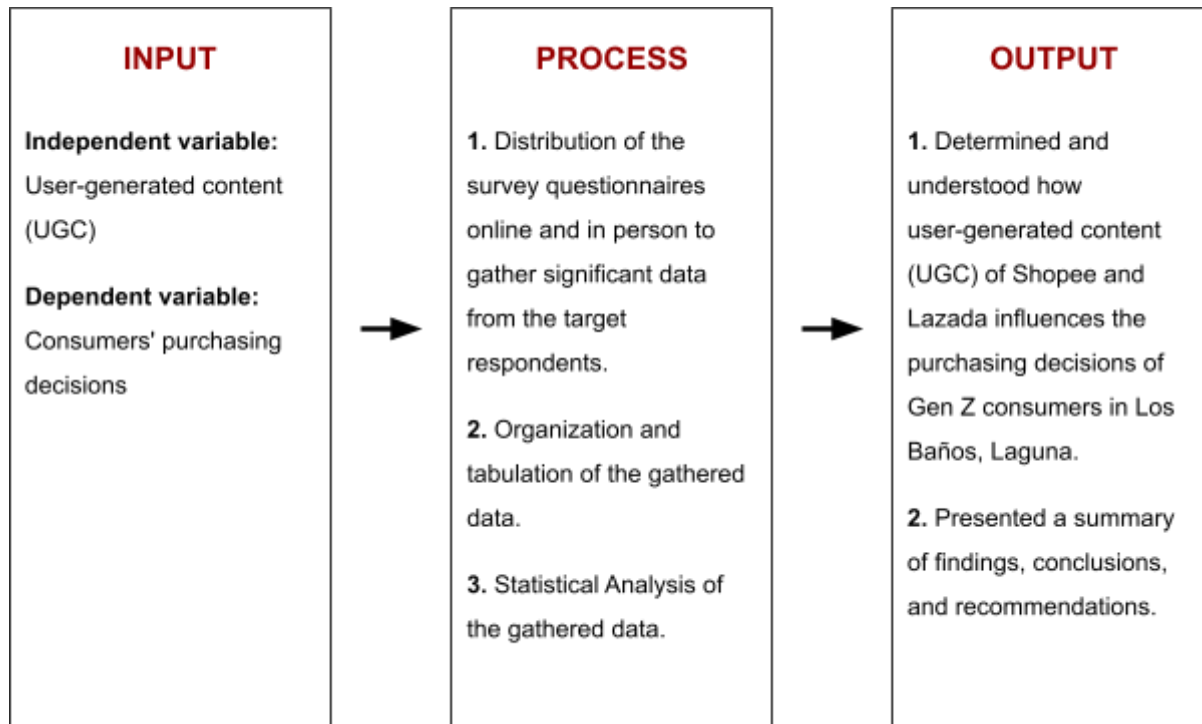 INPUT
Independent variable:
User-generated content
(UGC)
Dependent variable:
Consumers' purchasing
decisions
PROCESS
1. Distribution of the
survey questionnaires
online and in person to
gather significant data
from the target
respondents.
2. Organization and
tabulation of the gathered
data.
3. Statistical Analysis of
the gathered data.
OUTPUT
1. Determined and
understood how
user-generated content
(UGC) of Shopee and
Lazada influences the
purchasing decisions of
Gen Z consumers in Los
Baños, Laguna.
2. Presented a summary
of findings, conclusions,
and recommendations.